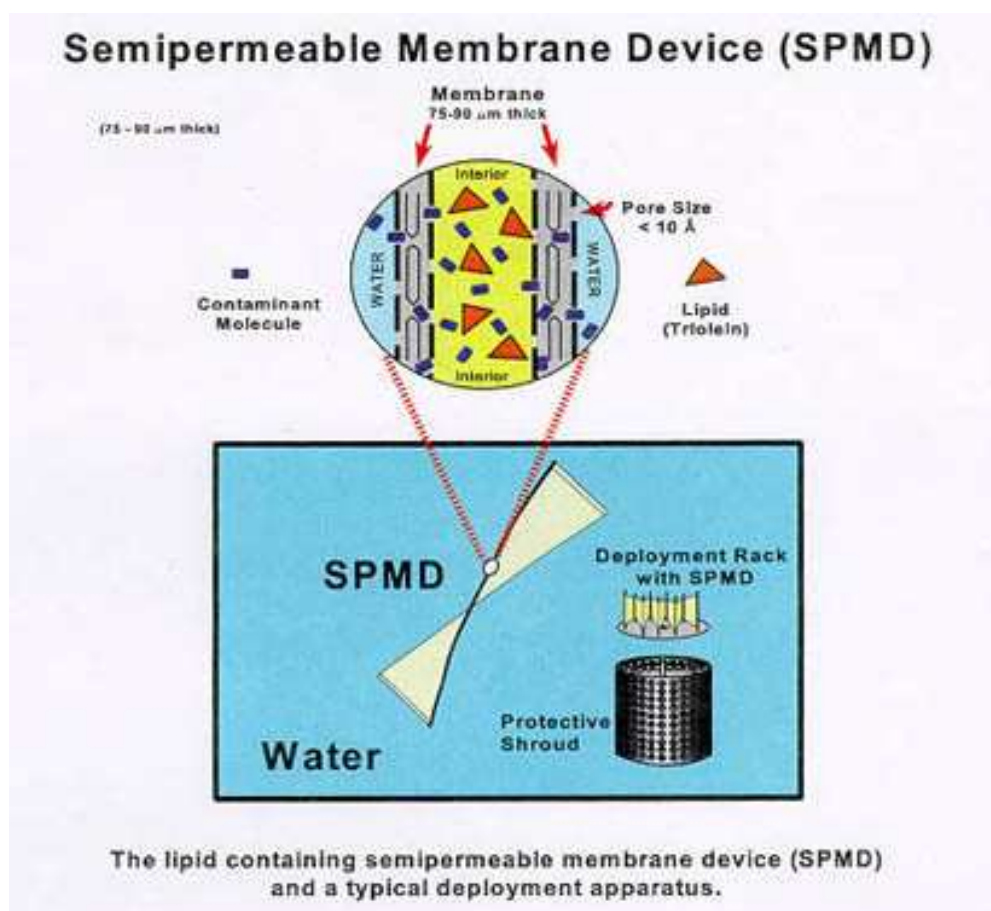 Semipermeable Membrane Device (SPMD)
Membrane
75-90 µm thick
(75 - 90 µm thick)
Interior
Pore Size
< 10 Å
WATER
WATER
Contaminant
Molecule
Lipid
(Triolein)
Interior
Deployment Rack
with SPMD
SPMD
Protective
Shroud
Water
The lipid containing semipermeable membrane device (SPMD)
and a typical deployment apparatus.